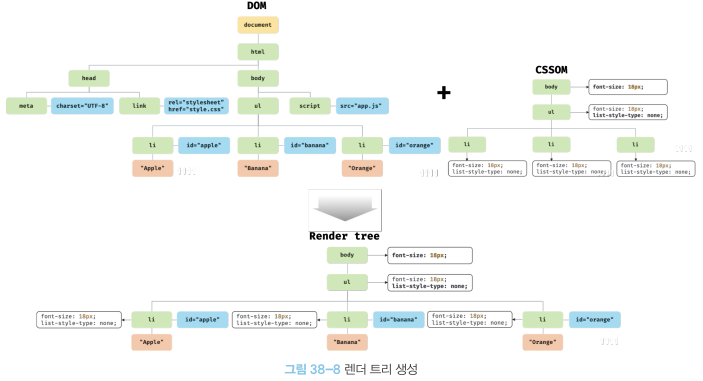 DOM
document
html
head
body
meta
charset="UTF-8"
link
rel="stylesheet"
href="style.css"
ul
script
src="app.js"
li
id="apple"
li
id="banana"
li
id="orange"
"Apple"
"Banana"
"Orange"
+
CSSOM
body
font-size: 18px;
ul
font-size: 18px;
list-style-type: none;
li
li
li
font-size: 18px;
list-style-type: none;
font-size: 18px;
list-style-type: none;
font-size: 18px;
list-style-type: none;
Render tree
body
font-size: 18px;
ul
font-size: 18px;
list-style-type: none;
font-size: 18px;
list-style-type: none;
li
id="apple"
font-size: 18px;
list-style-type: none;
li
id="banana"
font-size: 18px;
list-style-type: none;
li
id="orange"
"Apple"
"Banana"
"Orange"
그림 38-8 렌더 트리 생성